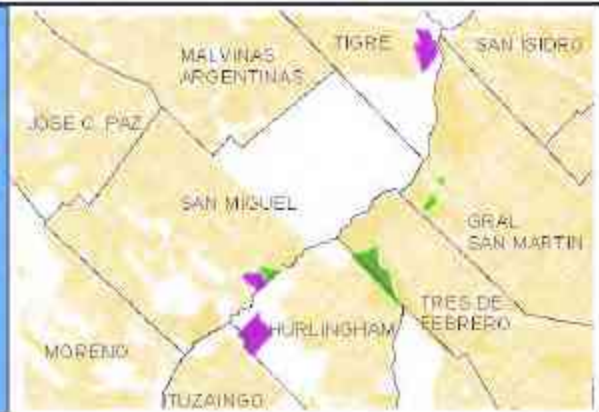 TIGRE
SAN ISIDRO
MALVINAS
ARGENTINAS
JOSE C. PAZ
SAN MIGUEL
GRAL
SAN MARTIN
TRES DE
FEBRERO
HURLINGHAM
MORENO
ITUZAINGO